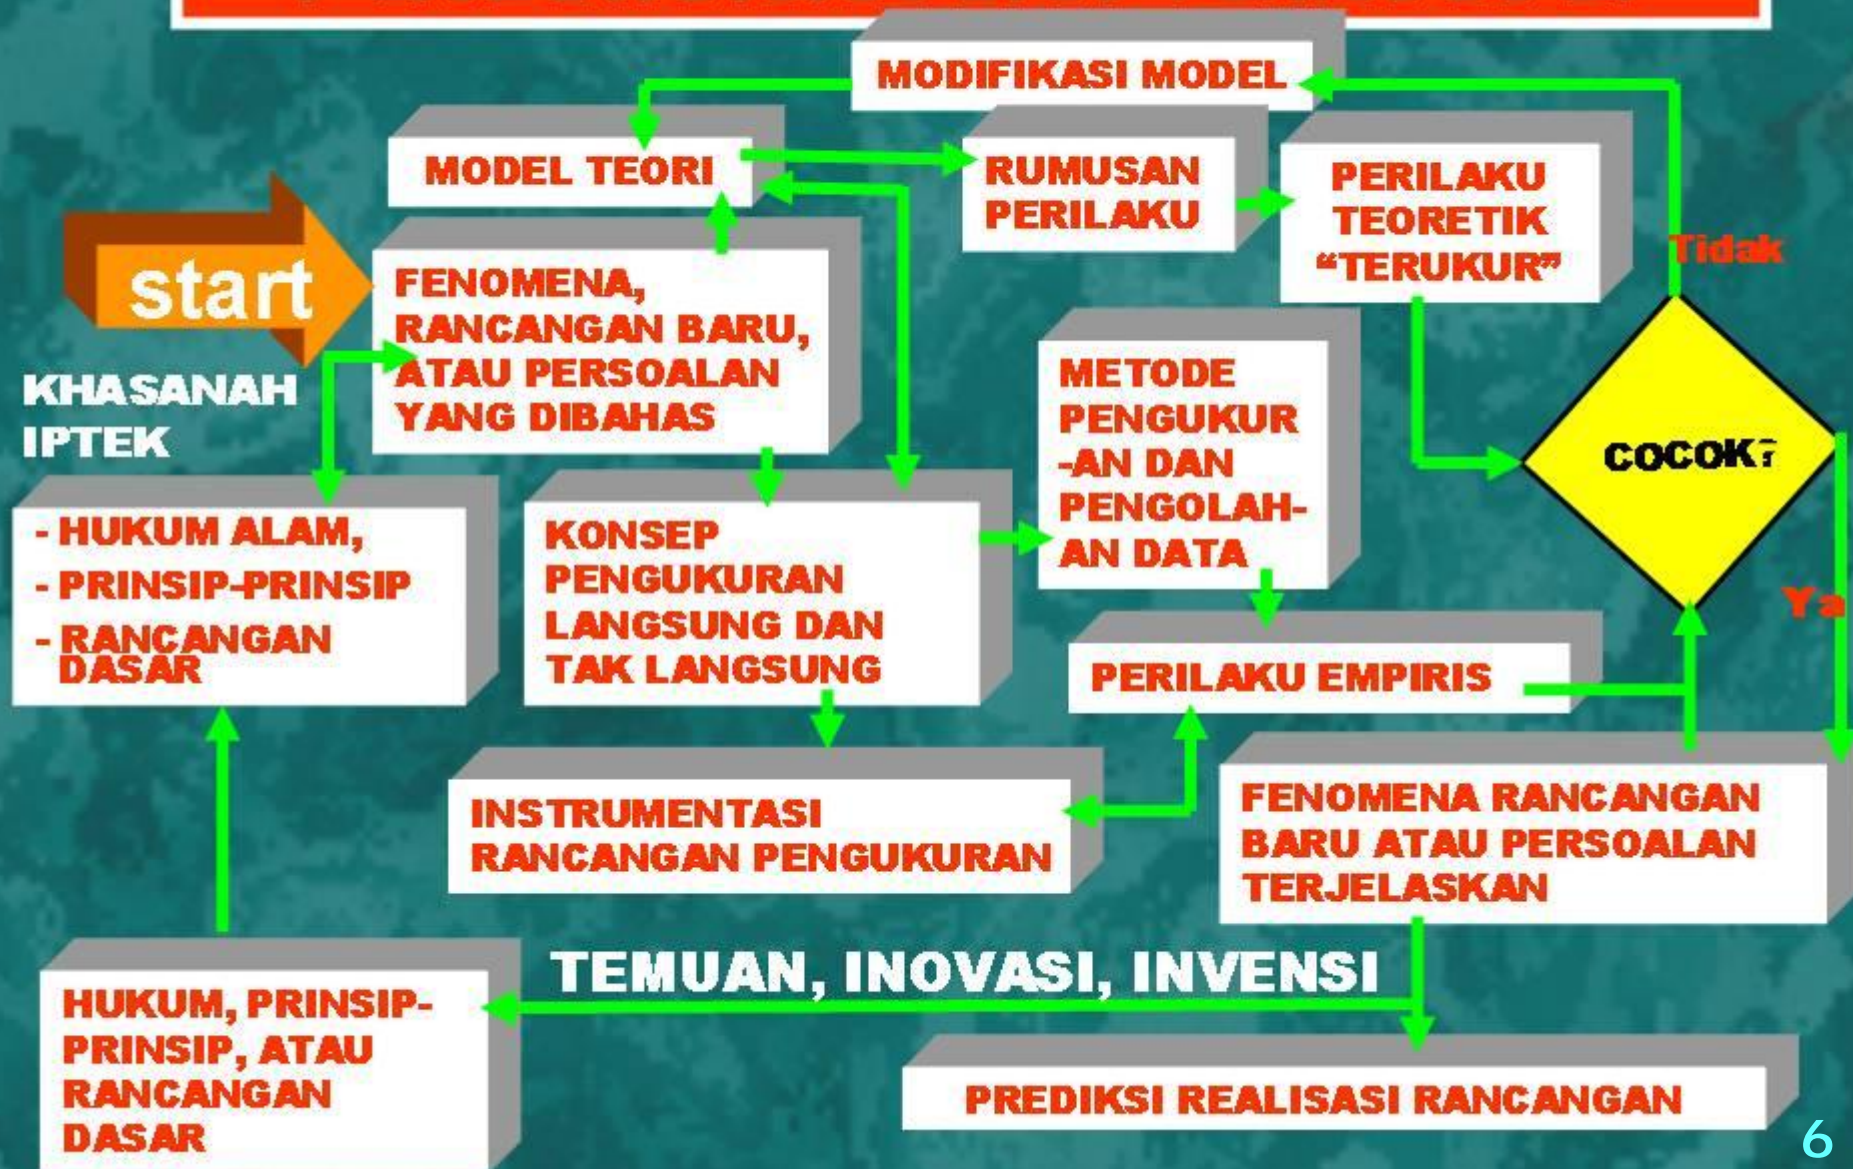 MODIFIKASI MODEL
MODEL TEORI
RUMUSAN
PERILAKU
PERILAKU
TEORETIK
“TERUKUR”
Tidak
start
FENOMENA,
RANCANGAN BARU,
ATAU PERSOALAN
YANG DIBAHAS
KHASANAH
IPTEK
METODE
PENGUKUR
-AN DAN
PENGOLAH-
AN DATA
COCOK?
- HUKUM ALAM,
- PRINSIP-PRINSIP
- RANCANGAN
DASAR
KONSEP
PENGUKURAN
LANGSUNG DAN
TAK LANGSUNG
Ya
PERILAKU EMPIRIS
INSTRUMENTASI
RANCANGAN PENGUKURAN
FENOMENA RANCANGAN
BARU ATAU PERSOALAN
TERJELASKAN
TEMUAN, INOVASI, INVENSI
HUKUM, PRINSIP-
PRINSIP, ATAU
RANCANGAN
DASAR
PREDIKSI REALISASI RANCANGAN
6